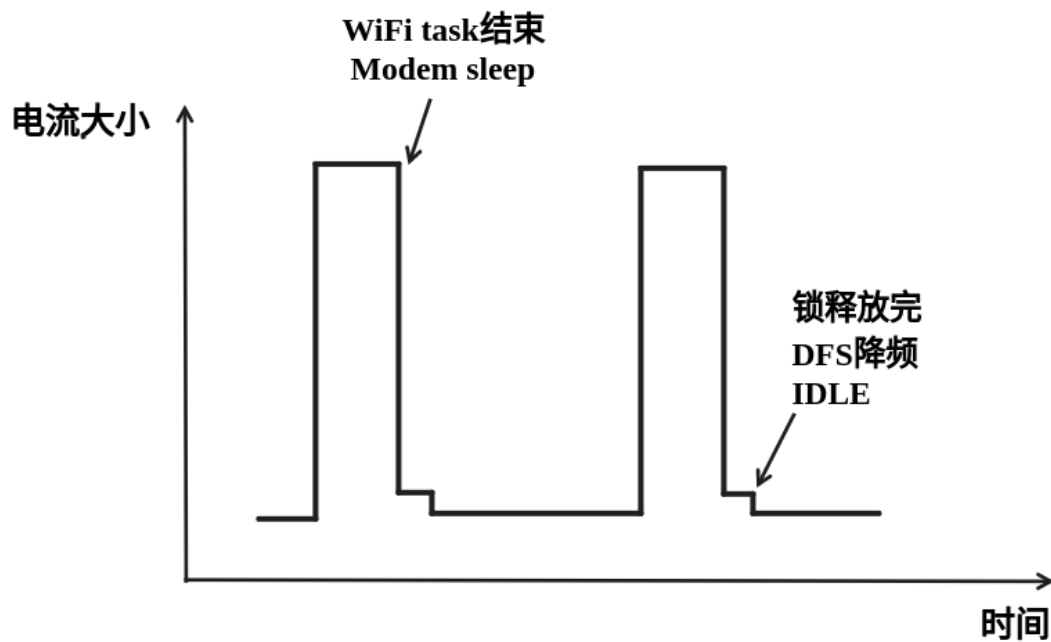 WiFi task结束
Modem sleep
电流大小
锁释放完
DFS降频
IDLE
时间